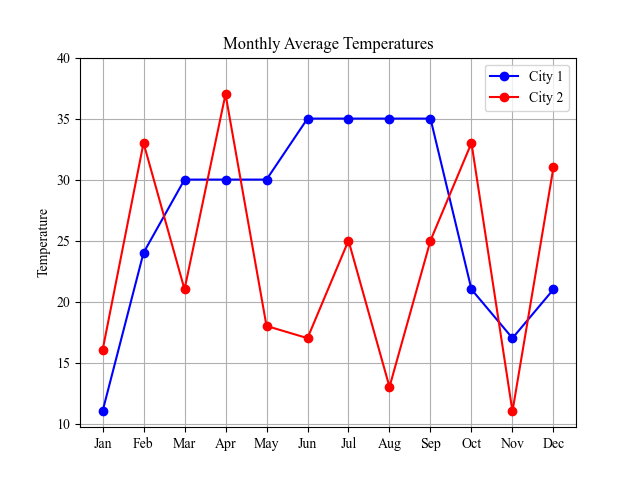 Monthly Average Temperatures
City 1
City 2
Temperature
40
35
30
25
20
15
10
Jan Feb Mar Apr May Jun Jul Aug Sep Oct Nov Dec